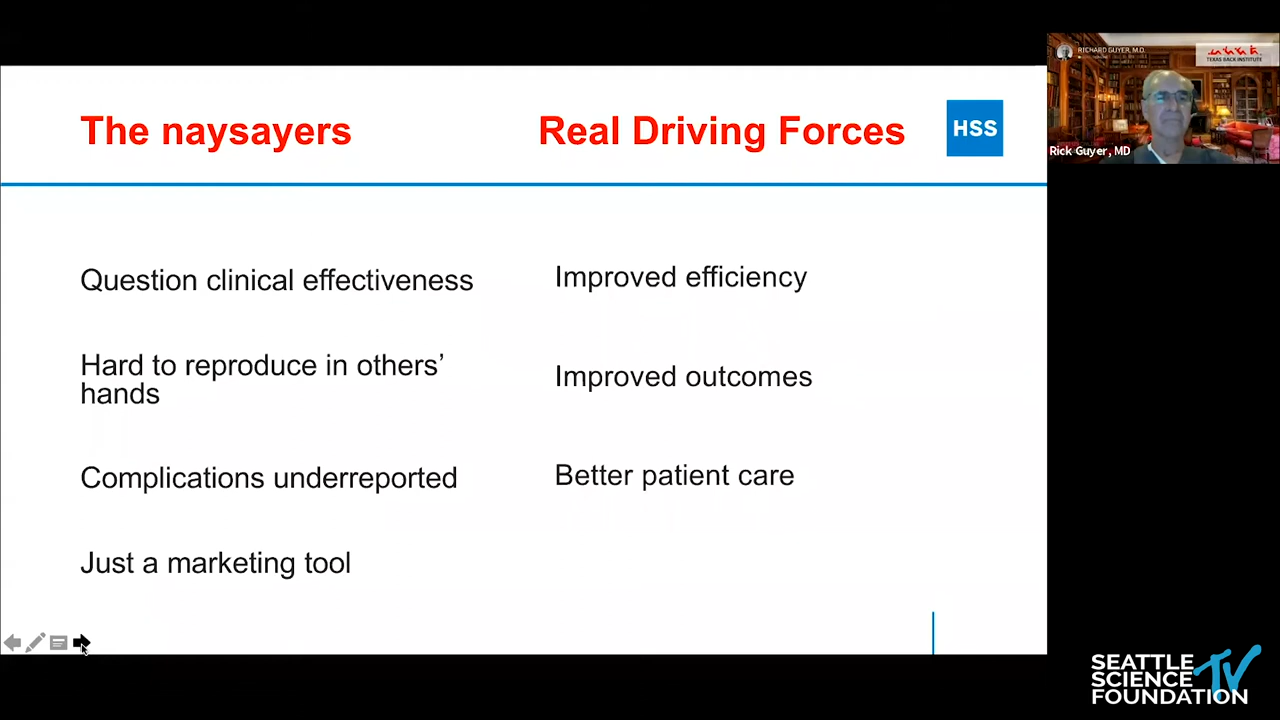 The naysayers
Real Driving Forces
HSS
Question clinical effectiveness
Hard to reproduce in others’
hands
Complications underreported
Just a marketing tool
Improved efficiency
Improved outcomes
Better patient care
RICHARD GUYER, M.D.
TEXAS BACK INSTITUTE
Rick Guyer, MD
SEATTLE
SCIENCE
FOUNDATION
TV